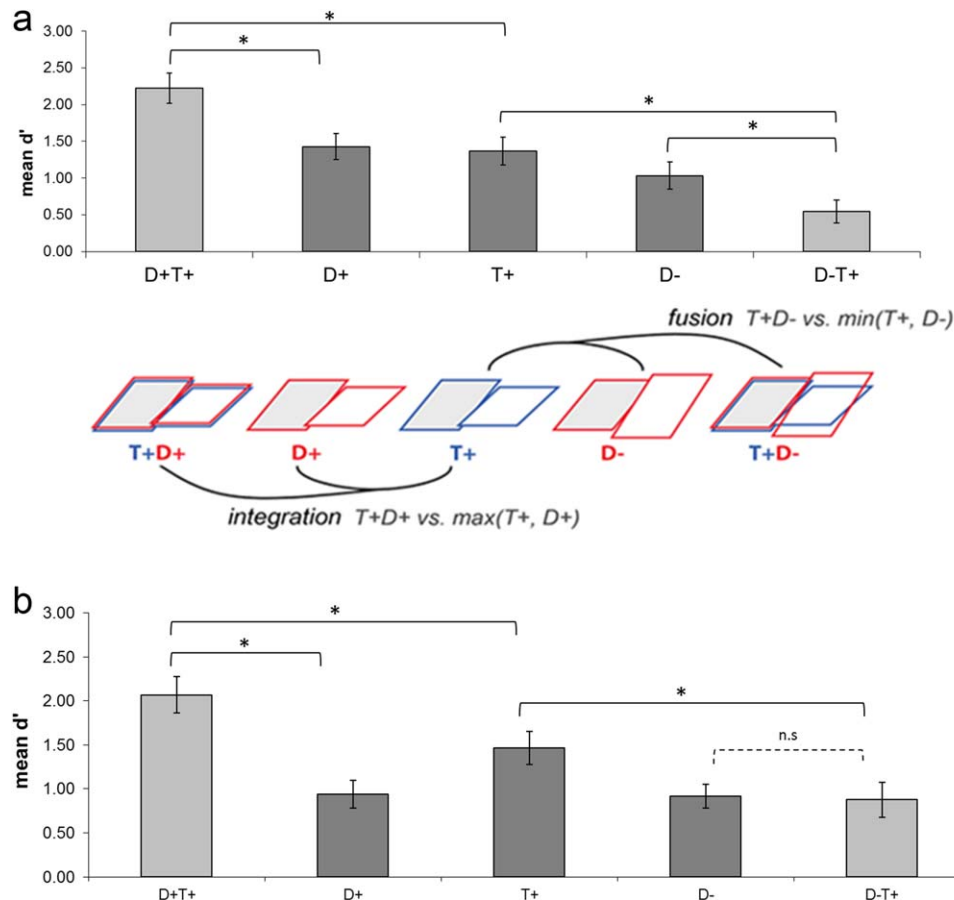 a
*
*
*
*
3.00
2.50
2.00
1.50
1.00
0.50
0.00
mean d'
D+T+ D+ T+ D- D-T+
fusion T+D- vs. min(T+, D-)
T+D+ D+ T+ D- T+D-
integration T+D+ vs. max(T+, D+)
b
*
*
*
n.s
3.00
2.50
2.00
1.50
1.00
0.50
0.00
mean d'
D+T+ D+ T+ D- D-T+